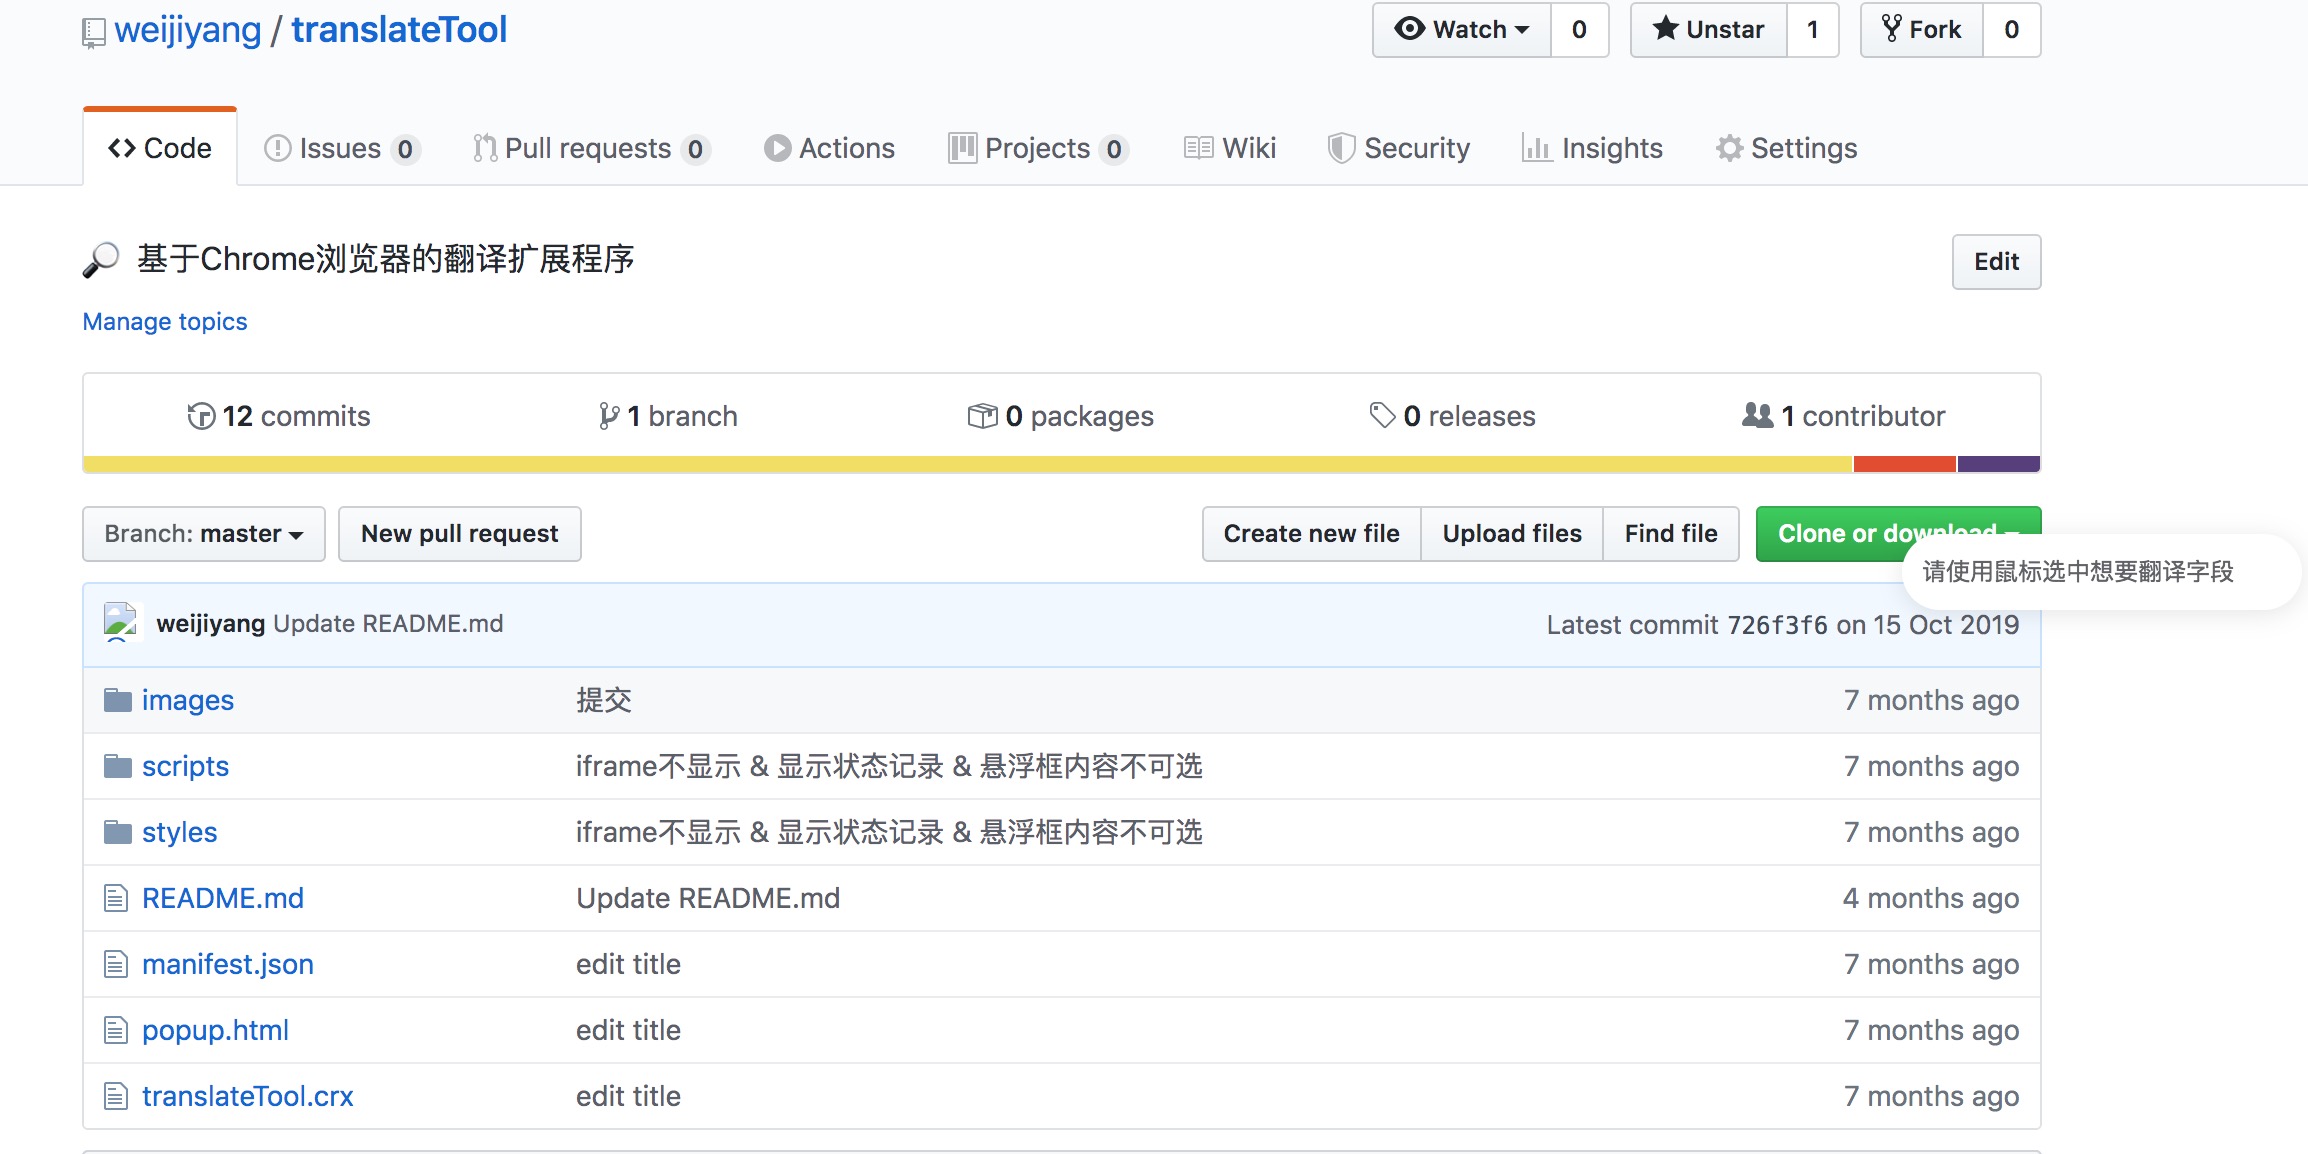 weijiyang / translateTool
Watch 0 Unstar 1 Fork 0
Code Issues 0 Pull requests 0 Actions Projects 0 Wiki Security Insights Settings
基于Chrome浏览器的翻译扩展程序
Edit
Manage topics
12 commits 1 branch 0 packages 0 releases 1 contributor
Branch: master New pull request Create new file Upload files Find file Clone or download
请使用鼠标选中想要翻译字段
weijiyang Update README.md Latest commit 726f3f6 on 15 Oct 2019
images 提交 7 months ago
scripts iframe不显示 & 显示状态记录 & 悬浮框内容不可选 7 months ago
styles iframe不显示 & 显示状态记录 & 悬浮框内容不可选 7 months ago
README.md Update README.md 4 months ago
manifest.json edit title 7 months ago
popup.html edit title 7 months ago
translateTool.crx edit title 7 months ago